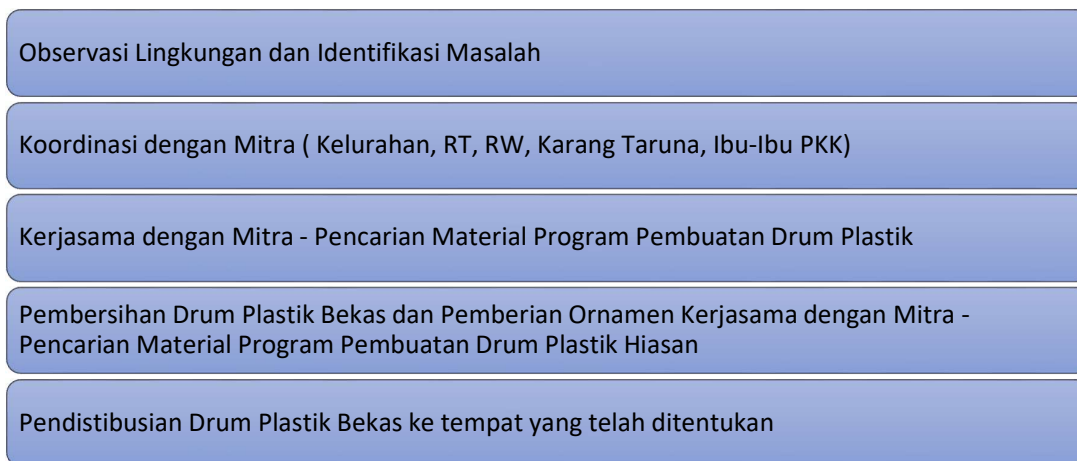 Observasi Lingkungan dan Identifikasi Masalah
Koordinasi dengan Mitra ( Kelurahan, RT, RW, Karang Taruna, Ibu-Ibu PKK)
Kerjasama dengan Mitra - Pencarian Material Program Pembuatan Drum Plastik
Pembersihan Drum Plastik Bekas dan Pemberian Ornamen Kerjasama dengan Mitra -
Pencarian Material Program Pembuatan Drum Plastik Hiasan
Pendistibusian Drum Plastik Bekas ke tempat yang telah ditentukan